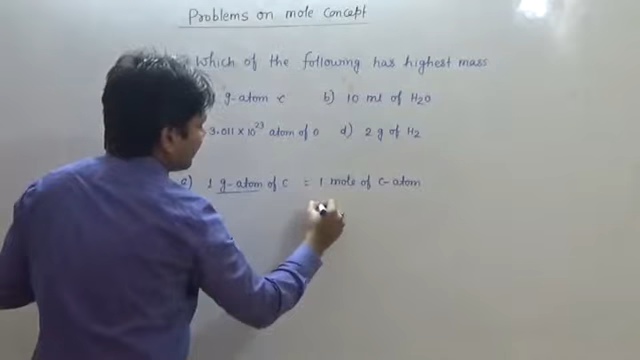 Problems on mole concept
Which of the following has highest mass
g-atom c b) 10 ml of H2O
3.011 × 10^23 atom of O d) 2 g of H2
a) 1 g-atom of C = 1 mole of C-atom